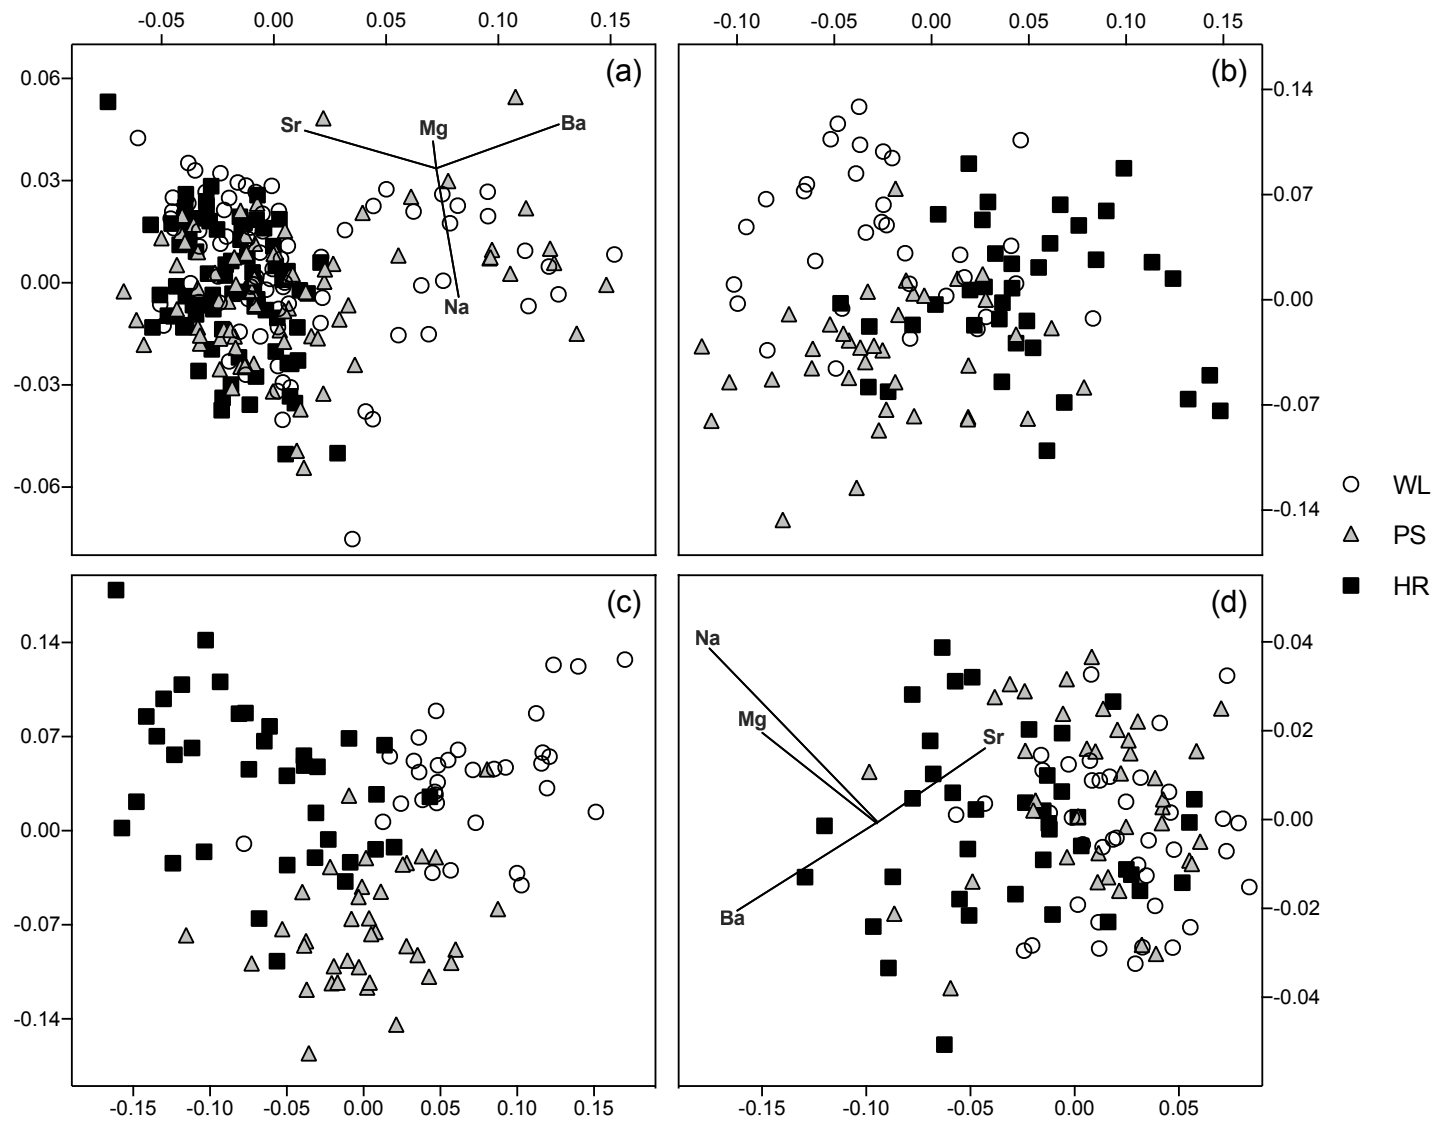 -0.05 0.00 0.05 0.10 0.15
-0.10 -0.05 0.00 0.05 0.10 0.15
(a)
(b)
0.06
0.03
0.00
-0.03
-0.06
Sr
Mg
Ba
Na
0.14
0.07
0.00
-0.07
-0.14
WL
PS
HR
(c)
(d)
0.14
0.07
0.00
-0.07
-0.14
Na
Mg
Sr
Ba
0.04
0.02
0.00
-0.02
-0.04
-0.15 -0.10 -0.05 0.00 0.05 0.10 0.15
-0.15 -0.10 -0.05 0.00 0.05